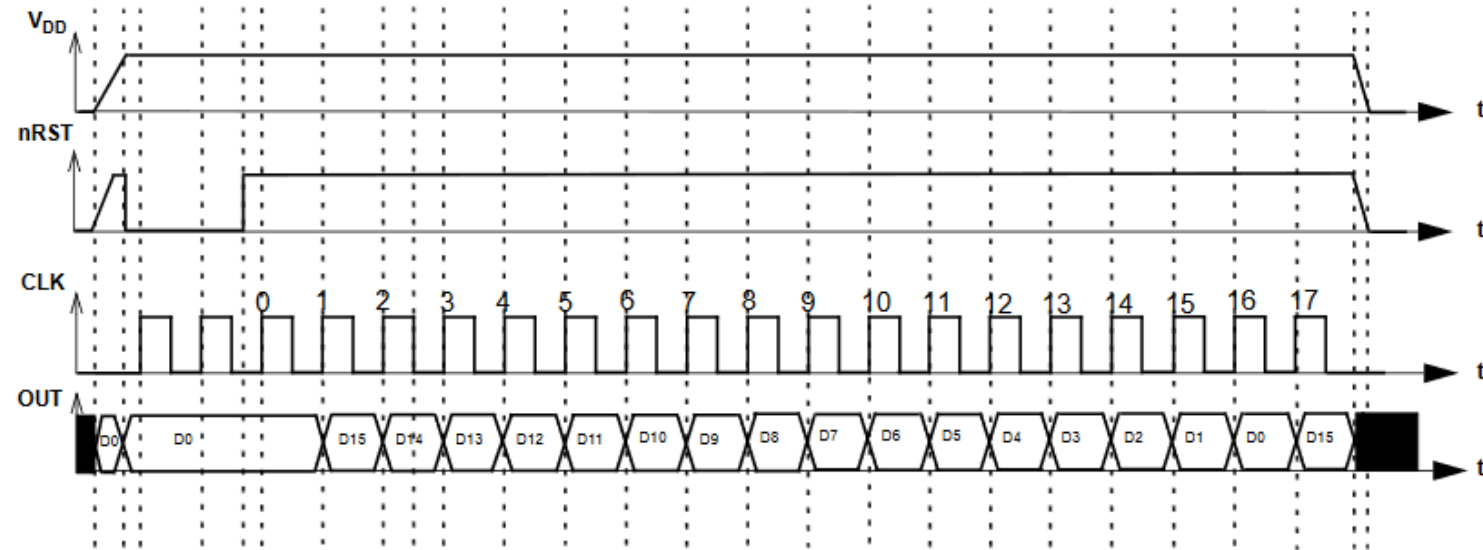 V_DD
t
nRST
t
CLK
0 1 2 3 4 5 6 7 8 9 10 11 12 13 14 15 16 17
t
OUT
D0 D0 D15 D14 D13 D12 D11 D10 D9 D8 D7 D6 D5 D4 D3 D2 D1 D0 D15
t